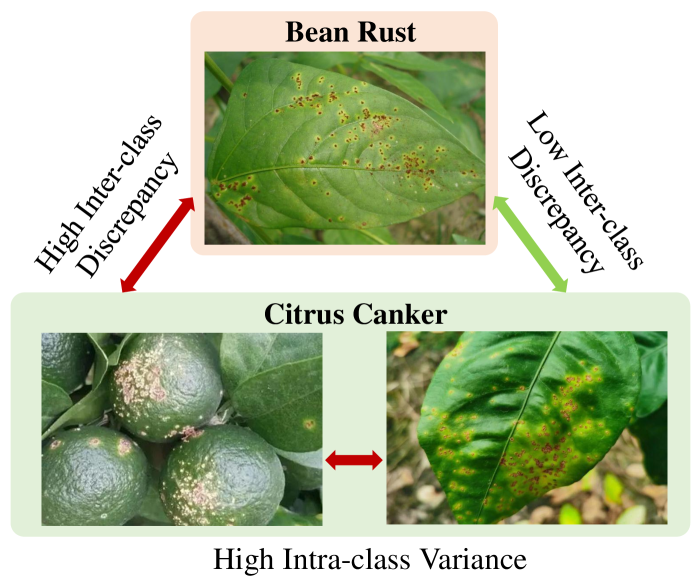 Bean Rust
High Inter-class
Discrepancy
Low Inter-class
Discrepancy
Citrus Canker
High Intra-class Variance